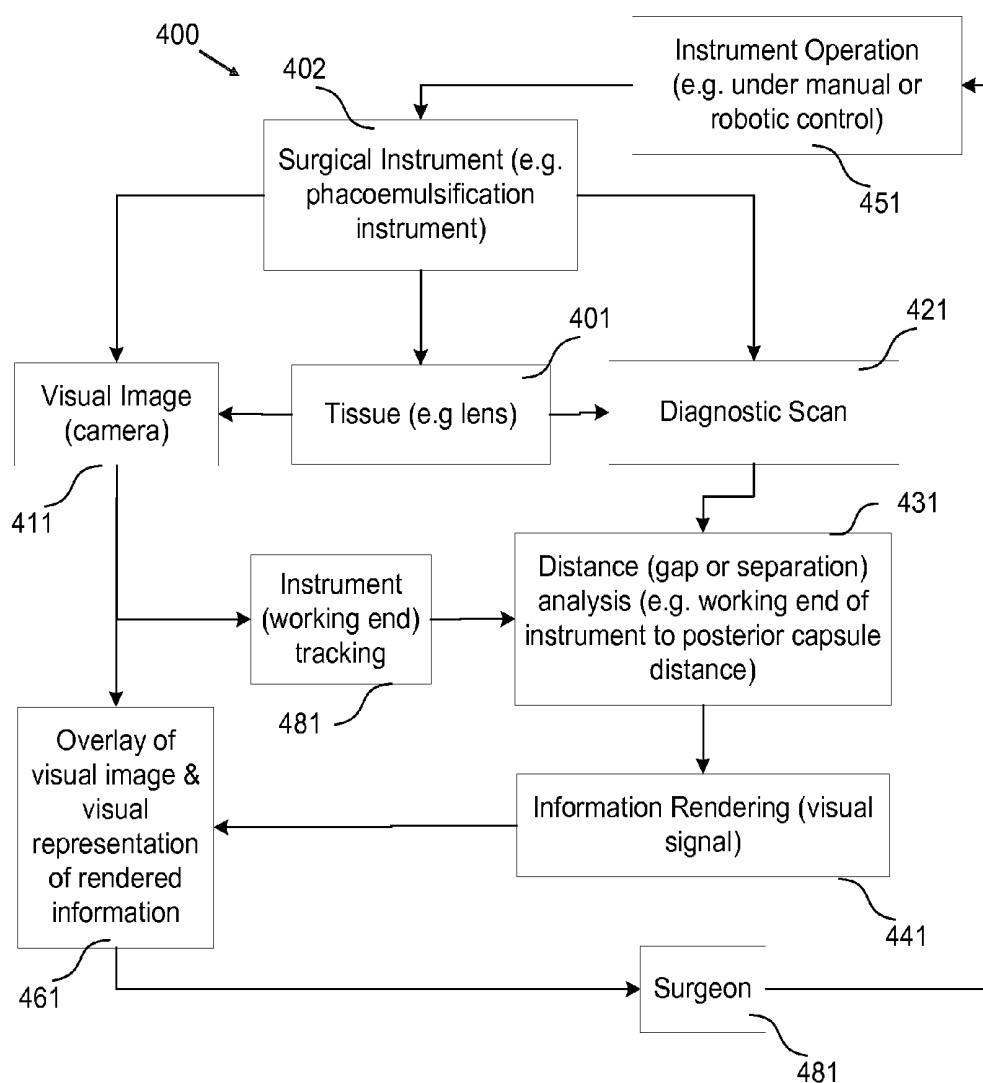 400
402
Instrument Operation
(e.g. under manual or
robotic control)
451
Surgical Instrument (e.g.
phacoemulsification
instrument)
401
421
Visual Image
(camera)
411
Tissue (e.g lens)
Diagnostic Scan
431
Instrument
(working end)
tracking
481
Distance (gap or separation)
analysis (e.g. working end of
instrument to posterior capsule
distance)
Overlay of
visual image &
visual
representation
of rendered
information
461
Information Rendering (visual
signal)
441
Surgeon
481